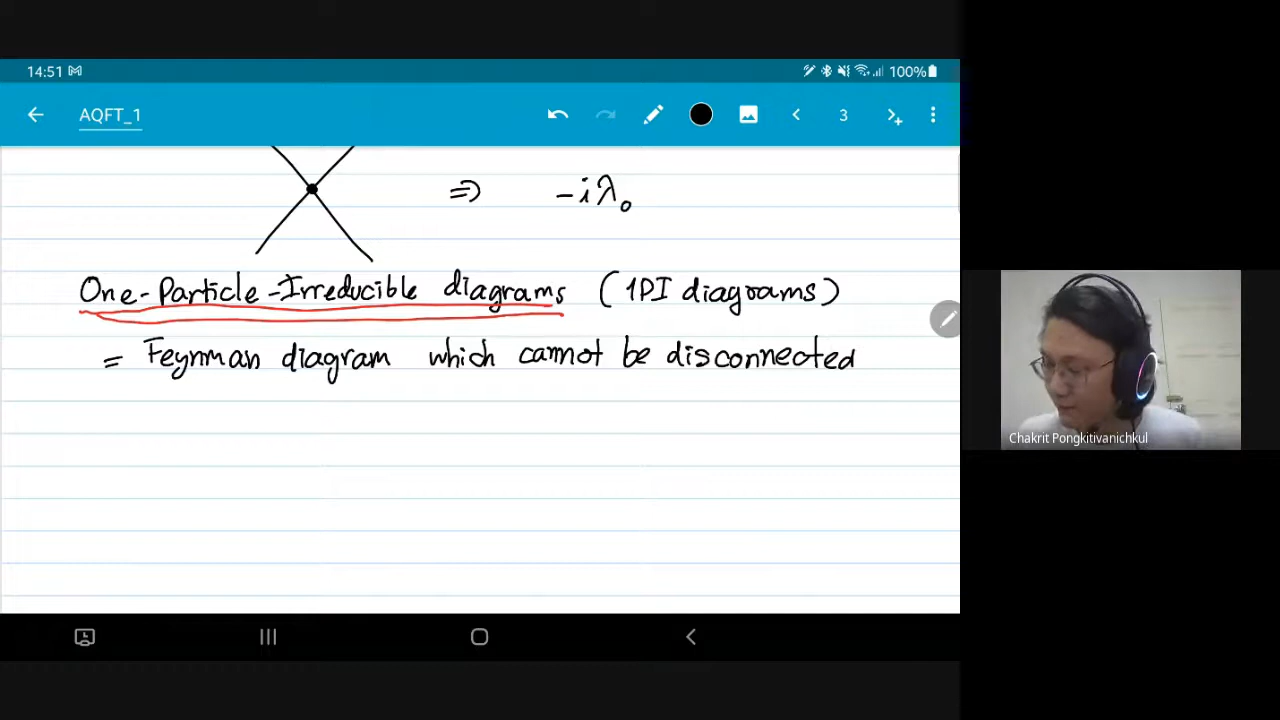 14:51
100%
AQFT_1
3
⇒ -iλ₀
One-Particle-Irreducible diagrams (1PI diagrams)
= Feynman diagram which cannot be disconnected
Chakrit Pongkitivanichkul